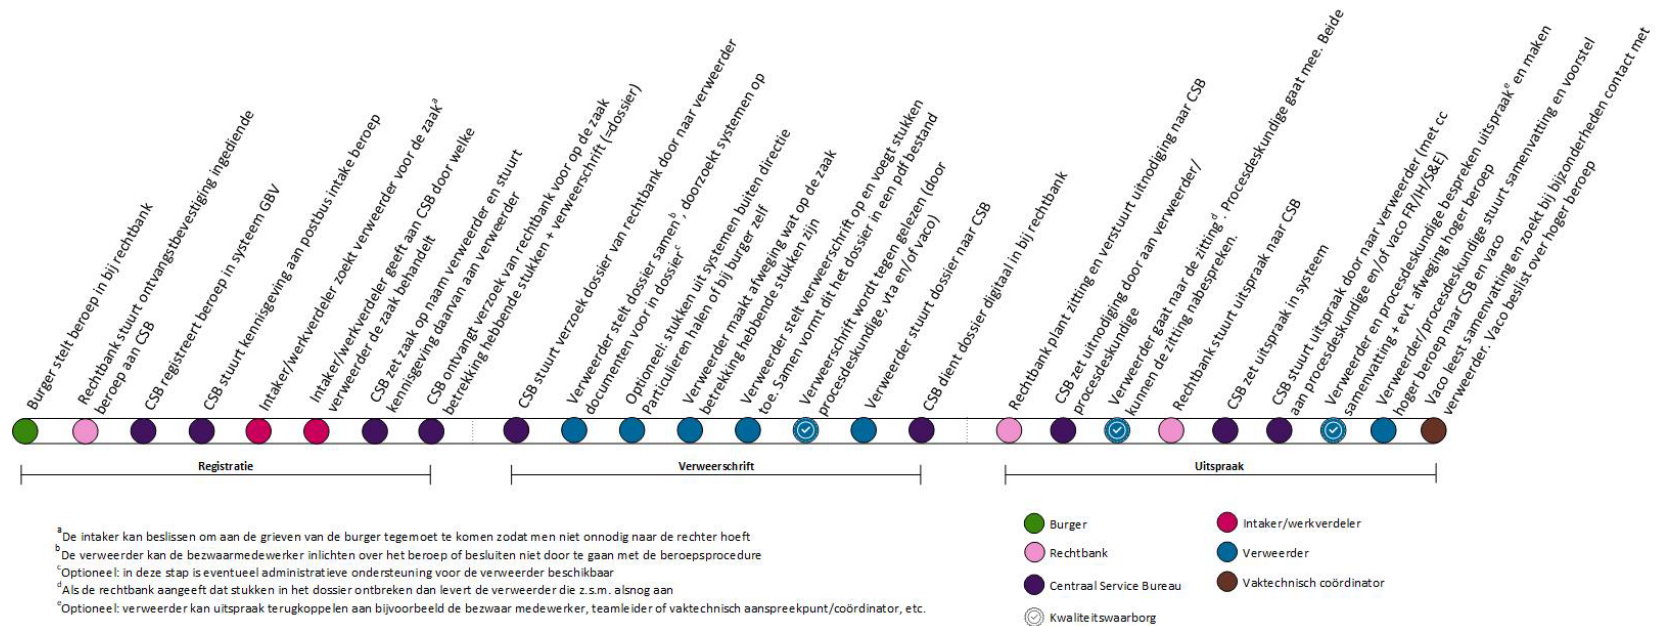 Burger stelt beroep in bij rechtbank
Rechtbank stuurt ontvangstbevestiging ingediende
beroep aan CSB
CSB registreert beroep in systeem GBV
CSB stuurt kennisgeving aan postbus intake beroep
Intaker/werkverdeler zoekt verweerder voor de zaakᵃ
Intaker/werkverdeler geeft aan CSB door welke
verweerder de zaak behandelt
CSB zet zaak op naam verweerder en stuurt
kennisgeving daarvan aan verweerder
CSB ontvangt verzoek van rechtbank voor op de zaak
betrekking hebbende stukken + verweerschrift (=dossier)
CSB stuurt verzoek dossier van rechtbank door naar verweerder
Verweerder stelt dossier samenᵇ, doorzoekt systemen op
documenten voor in dossierᶜ
Optioneel: stukken uit systemen buiten directie
Particulieren halen of bij burger zelf
Verweerder maakt afweging wat op de zaak
betrekking hebbende stukken zijn
Verweerder stelt verweerschrift op en voegt stukken
toe. Samen vormt dit het dossier in een pdf bestand
Verweerschrift wordt tegen gelezen (door
procesdeskundige, vta en/of vaco)
Verweerder stuurt dossier naar CSB
CSB dient dossier digitaal in bij rechtbank
Rechtbank plant zitting en verstuurt uitnodiging naar CSB
CSB zet uitnodiging door aan verweerder/
procesdeskundige
Verweerder gaat naar de zittingᵈ. Procesdeskundige gaat mee. Beide
kunnen de zitting nabespreken.
Rechtbank stuurt uitspraak naar CSB
CSB zet uitspraak in systeem
CSB stuurt uitspraak door naar verweerder (met cc
aan procesdeskundige en/of vaco FR/IH/S&E)
Verweerder en procesdeskundige bespreken uitspraakᵉ en maken
samenvatting + evt. afweging hoger beroep
Verweerder/procesdeskundige stuurt samenvatting en voorstel
hoger beroep naar CSB en vaco
Vaco leest samenvatting en zoekt bij bijzonderheden contact met
verweerder. Vaco beslist over hoger beroep
Registratie
Verweerschrift
Uitspraak
ᵃDe intaker kan beslissen om aan de grieven van de burger tegemoet te komen zodat men niet onnodig naar de rechter hoeft
ᵇDe verweerder kan de bezwaarmedewerker inlichten over het beroep of besluiten niet door te gaan met de beroepsprocedure
ᶜOptioneel: in deze stap is eventueel administratieve ondersteuning voor de verweerder beschikbaar
ᵈAls de rechtbank aangeeft dat stukken in het dossier ontbreken dan levert de verweerder die z.s.m. alsnog aan
ᵉOptioneel: verweerder kan uitspraak terugkoppelen aan bijvoorbeeld de bezwaar medewerker, teamleider of vaktechnisch aanspreekpunt/coördinator, etc.
Burger
Rechtbank
Centraal Service Bureau
Kwaliteitswaarborg
Intaker/werkverdeler
Verweerder
Vaktechnisch coördinator